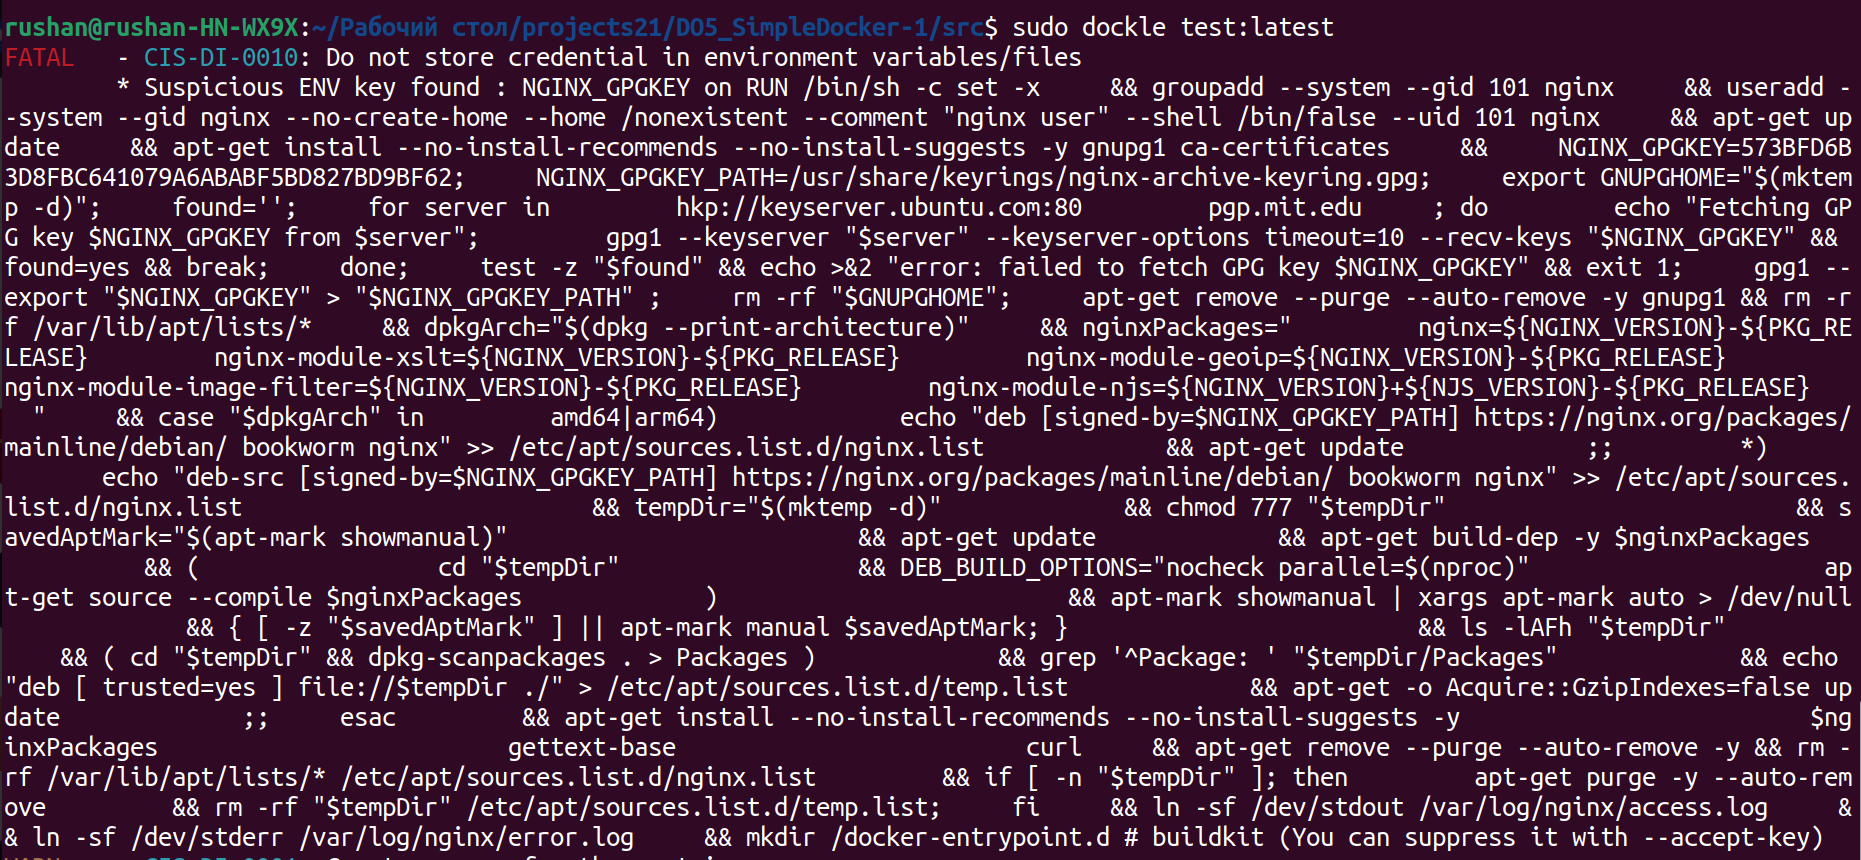 rushan@rushan-HN-WX9X:~/Рабочий стол/projects21/DO5_SimpleDocker-1/src$ sudo dockle test:latest
FATAL   - CIS-DI-0010: Do not store credential in environment variables/files
        * Suspicious ENV key found : NGINX_GPGKEY on RUN /bin/sh -c set -x     && groupadd --system --gid 101 nginx     && useradd -
-system --gid nginx --no-create-home --home /nonexistent --comment "nginx user" --shell /bin/false --uid 101 nginx     && apt-get up
date     && apt-get install --no-install-recommends --no-install-suggests -y gnupg1 ca-certificates     &&     NGINX_GPGKEY=573BFD6B
3D8FBC641079A6ABABF5BD827BD9BF62;     NGINX_GPGKEY_PATH=/usr/share/keyrings/nginx-archive-keyring.gpg;     export GNUPGHOME="$(mktem
p -d)";     found='';     for server in         hkp://keyserver.ubuntu.com:80         pgp.mit.edu     ; do         echo "Fetching GP
G key $NGINX_GPGKEY from $server";         gpg1 --keyserver "$server" --keyserver-options timeout=10 --recv-keys "$NGINX_GPGKEY" &&
found=yes && break;     done;     test -z "$found" && echo >&2 "error: failed to fetch GPG key $NGINX_GPGKEY" && exit 1;     gpg1 --
export "$NGINX_GPGKEY" > "$NGINX_GPGKEY_PATH" ;     rm -rf "$GNUPGHOME";     apt-get remove --purge --auto-remove -y gnupg1 && rm -r
f /var/lib/apt/lists/*     && dpkgArch="$(dpkg --print-architecture)"     && nginxPackages="         nginx=${NGINX_VERSION}-${PKG_RE
LEASE}         nginx-module-xslt=${NGINX_VERSION}-${PKG_RELEASE}         nginx-module-geoip=${NGINX_VERSION}-${PKG_RELEASE}
nginx-module-image-filter=${NGINX_VERSION}-${PKG_RELEASE}         nginx-module-njs=${NGINX_VERSION}+${NJS_VERSION}-${PKG_RELEASE}
  "     && case "$dpkgArch" in         amd64|arm64)             echo "deb [signed-by=$NGINX_GPGKEY_PATH] https://nginx.org/packages/
mainline/debian/ bookworm nginx" >> /etc/apt/sources.list.d/nginx.list             && apt-get update             ;;         *)
       echo "deb-src [signed-by=$NGINX_GPGKEY_PATH] https://nginx.org/packages/mainline/debian/ bookworm nginx" >> /etc/apt/sources.
list.d/nginx.list                         && tempDir="$(mktemp -d)"             && chmod 777 "$tempDir"                         && s
avedAptMark="$(apt-mark showmanual)"                         && apt-get update             && apt-get build-dep -y $nginxPackages
          && (                 cd "$tempDir"                 && DEB_BUILD_OPTIONS="nocheck parallel=$(nproc)"                     ap
t-get source --compile $nginxPackages             )                         && apt-mark showmanual | xargs apt-mark auto > /dev/null
             && { [ -z "$savedAptMark" ] || apt-mark manual $savedAptMark; }                         && ls -lAFh "$tempDir"
    && ( cd "$tempDir" && dpkg-scanpackages . > Packages )             && grep '^Package: ' "$tempDir/Packages"             && echo
"deb [ trusted=yes ] file://$tempDir ./" > /etc/apt/sources.list.d/temp.list             && apt-get -o Acquire::GzipIndexes=false up
date             ;;     esac         && apt-get install --no-install-recommends --no-install-suggests -y                         $ng
inxPackages                         gettext-base                         curl     && apt-get remove --purge --auto-remove -y && rm -
rf /var/lib/apt/lists/* /etc/apt/sources.list.d/nginx.list         && if [ -n "$tempDir" ]; then         apt-get purge -y --auto-rem
ove         && rm -rf "$tempDir" /etc/apt/sources.list.d/temp.list;     fi     && ln -sf /dev/stdout /var/log/nginx/access.log     &
& ln -sf /dev/stderr /var/log/nginx/error.log     && mkdir /docker-entrypoint.d # buildkit (You can suppress it with --accept-key)